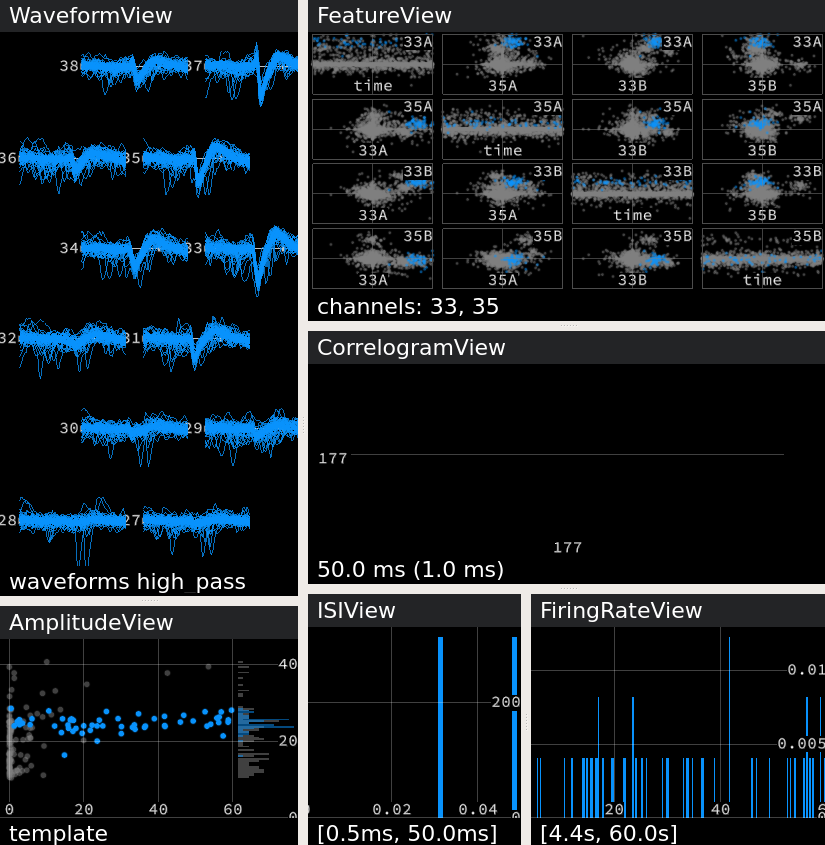 WaveformView
38 37
36 35
34 33
32 31
30 29
28 27
waveforms high_pass
FeatureView
33A 33A 33A 33A
time 35A 33B 35B
35A 35A 35A 35A
33A time 33B 35B
33B 33B 33B 33B
33A 35A time 35B
35B 35B 35B 35B
33A 35A 33B time
channels: 33, 35
CorrelogramView
177
177
50.0 ms (1.0 ms)
AmplitudeView
40
20
0 20 40 60 0
template
ISIView
200
0.02 0.04 0
[0.5ms, 50.0ms]
FiringRateView
0.01
0.005
20 40
[4.4s, 60.0s]